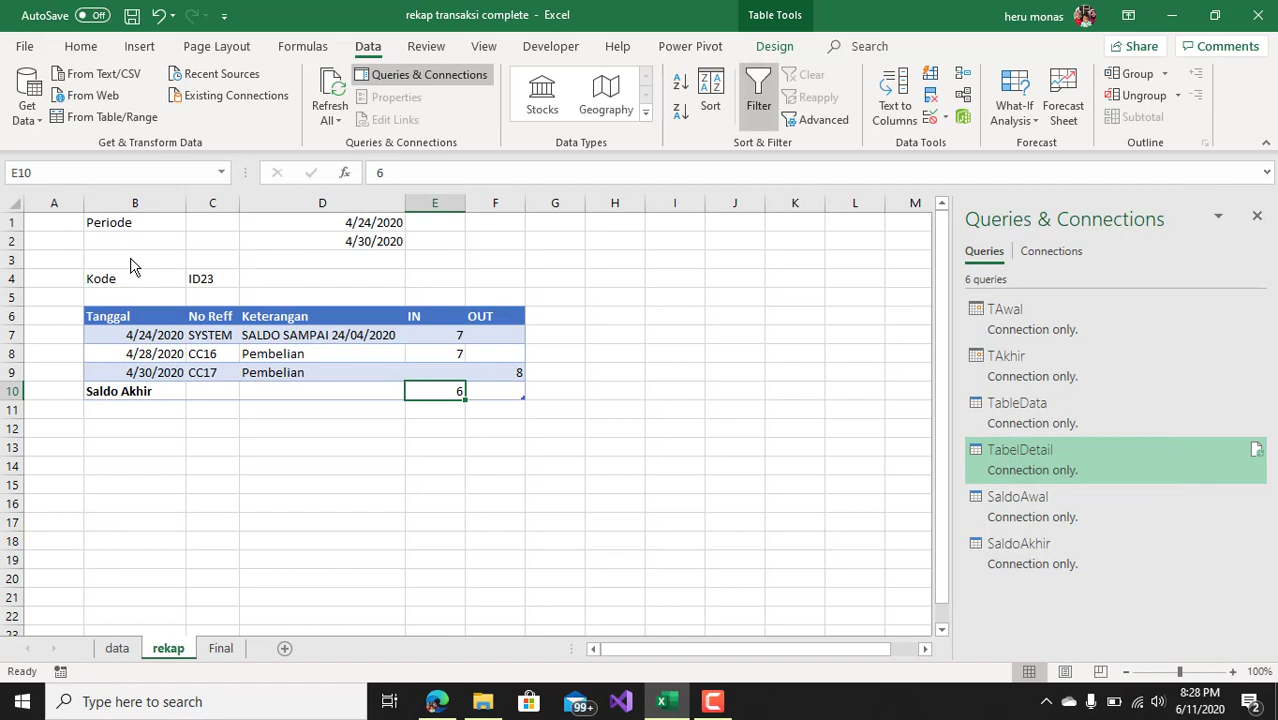 AutoSave Off
rekap transaksi complete - Excel
Table Tools
heru monas
File Home Insert Page Layout Formulas Data Review View Developer Help Power Pivot Design Search Share Comments
Get Data
From Text/CSV
From Web
From Table/Range
Recent Sources
Existing Connections
Get & Transform Data
Refresh All
Queries & Connections
Properties
Edit Links
Queries & Connections
Stocks
Geography
Data Types
Sort
Filter
Clear
Reapply
Advanced
Sort & Filter
Text to Columns
Data Tools
What-If Analysis
Forecast Sheet
Forecast
Group
Ungroup
Subtotal
Outline
E10
fx
6
A B C D E F G H I J K L M
1 Periode 4/24/2020
2 4/30/2020
3
4 Kode ID23
5
6 Tanggal No Reff Keterangan IN OUT
7 4/24/2020 SYSTEM SALDO SAMPAI 24/04/2020 7
8 4/28/2020 CC16 Pembelian 7
9 4/30/2020 CC17 Pembelian 8
10 Saldo Akhir 6
11
12
13
14
15
16
17
18
19
20
21
22
23
Queries & Connections
Queries Connections
6 queries
TAwal
Connection only.
TAkhir
Connection only.
TableData
Connection only.
TabelDetail
Connection only.
SaldoAwal
Connection only.
SaldoAkhir
Connection only.
data rekap Final
Ready
100%
Type here to search
99+
8:28 PM
6/11/2020
2